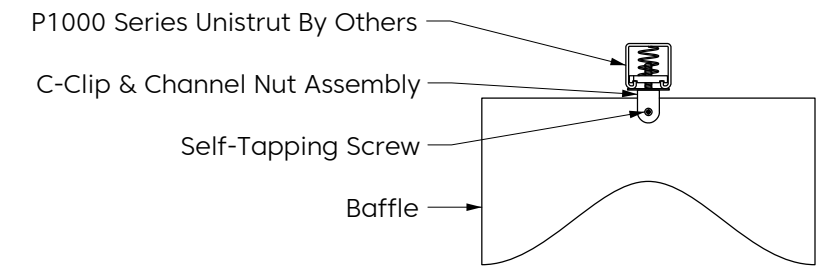 P1000 Series Unistrut By Others
C-Clip & Channel Nut Assembly
Self-Tapping Screw
Baffle